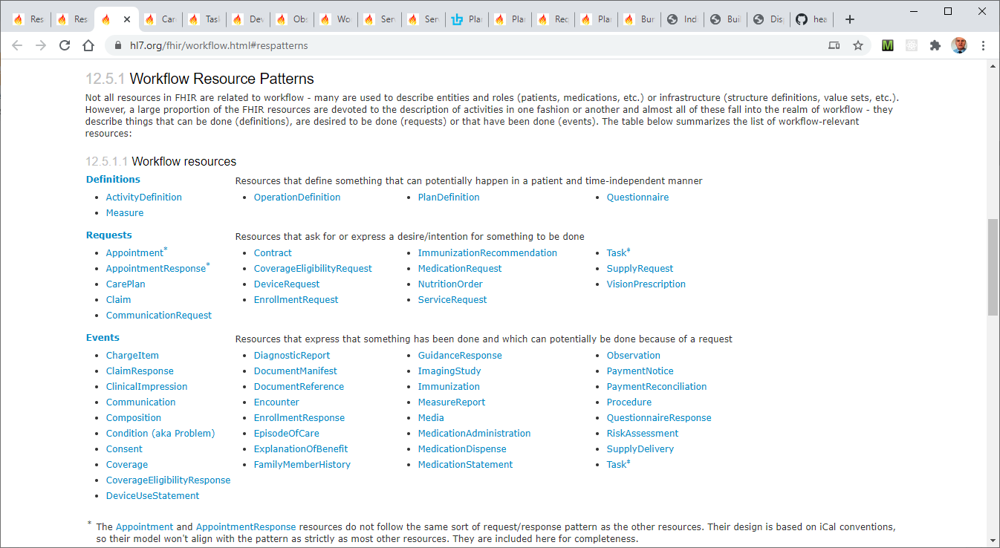 Res
Res
Car
Task
Dev
Obs
Wo
Ser
Ser
Plan
Plan
Rec
Plan
Bun
Ind
Buil
Disp
hea
hl7.org/fhir/workflow.html#respatterns
12.5.1 Workflow Resource Patterns
Not all resources in FHIR are related to workflow - many are used to describe entities and roles (patients, medications, etc.) or infrastructure (structure definitions, value sets, etc.).
However, a large proportion of the FHIR resources are devoted to the description of activities in one fashion or another and almost all of these fall into the realm of workflow - they
describe things that can be done (definitions), are desired to be done (requests) or that have been done (events). The table below summarizes the list of workflow-relevant
resources:
12.5.1.1 Workflow resources
Definitions Resources that define something that can potentially happen in a patient and time-independent manner
• ActivityDefinition • OperationDefinition • PlanDefinition • Questionnaire
• Measure
Requests Resources that ask for or express a desire/intention for something to be done
• Appointment* • Contract • ImmunizationRecommendation • Task‡
• AppointmentResponse* • CoverageEligibilityRequest • MedicationRequest • SupplyRequest
• CarePlan • DeviceRequest • NutritionOrder • VisionPrescription
• Claim • EnrollmentRequest • ServiceRequest
• CommunicationRequest
Events Resources that express that something has been done and which can potentially be done because of a request
• ChargeItem • DiagnosticReport • GuidanceResponse • Observation
• ClaimResponse • DocumentManifest • ImagingStudy • PaymentNotice
• ClinicalImpression • DocumentReference • Immunization • PaymentReconciliation
• Communication • Encounter • MeasureReport • Procedure
• Composition • EnrollmentResponse • Media • QuestionnaireResponse
• Condition (aka Problem) • EpisodeOfCare • MedicationAdministration • RiskAssessment
• Consent • ExplanationOfBenefit • MedicationDispense • SupplyDelivery
• Coverage • FamilyMemberHistory • MedicationStatement • Task‡
• CoverageEligibilityResponse
• DeviceUseStatement
* The Appointment and AppointmentResponse resources do not follow the same sort of request/response pattern as the other resources. Their design is based on iCal conventions,
so their model won't align with the pattern as strictly as most other resources. They are included here for completeness.